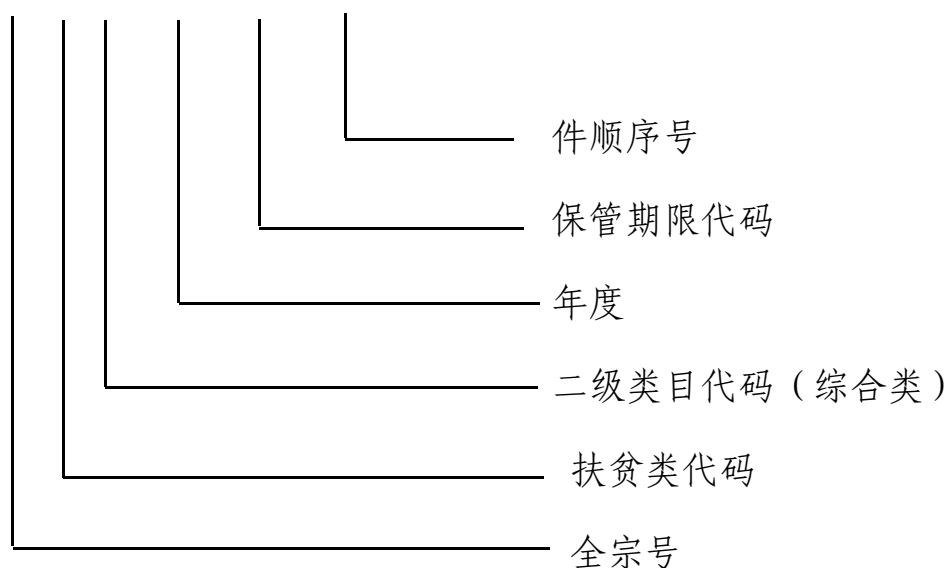 件顺序号
保管期限代码
年度
二级类目代码（综合类）
扶贫类代码
全宗号